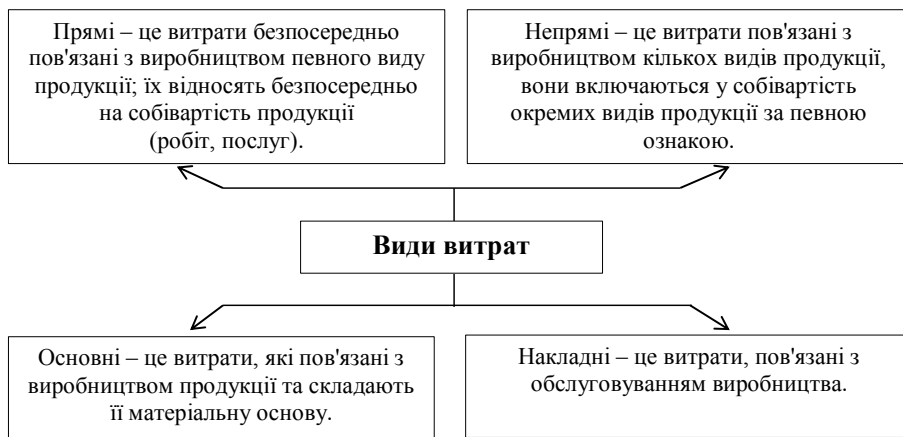 Прямі – це витрати безпосередньо
пов'язані з виробництвом певного виду
продукції; їх відносять безпосередньо
на собівартість продукції
(робіт, послуг).
Непрямі – це витрати пов'язані з
виробництвом кількох видів продукції,
вони включаються у собівартість
окремих видів продукції за певною
ознакою.
Види витрат
Основні – це витрати, які пов'язані з
виробництвом продукції та складають
її матеріальну основу.
Накладні – це витрати, пов'язані з
обслуговуванням виробництва.